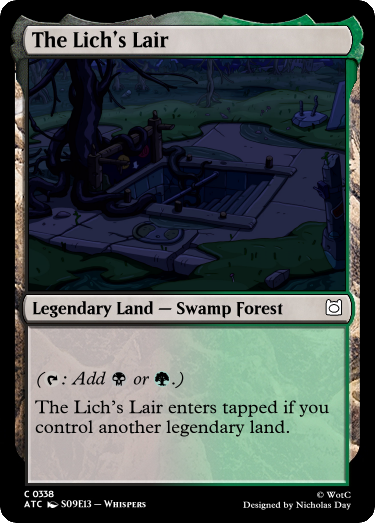 The Lich's Lair
Legendary Land — Swamp Forest
(: Add or .)
The Lich's Lair enters tapped if you
control another legendary land.
C 0338
ATC S09E13 – Whispers
© WotC
Designed by Nicholas Day